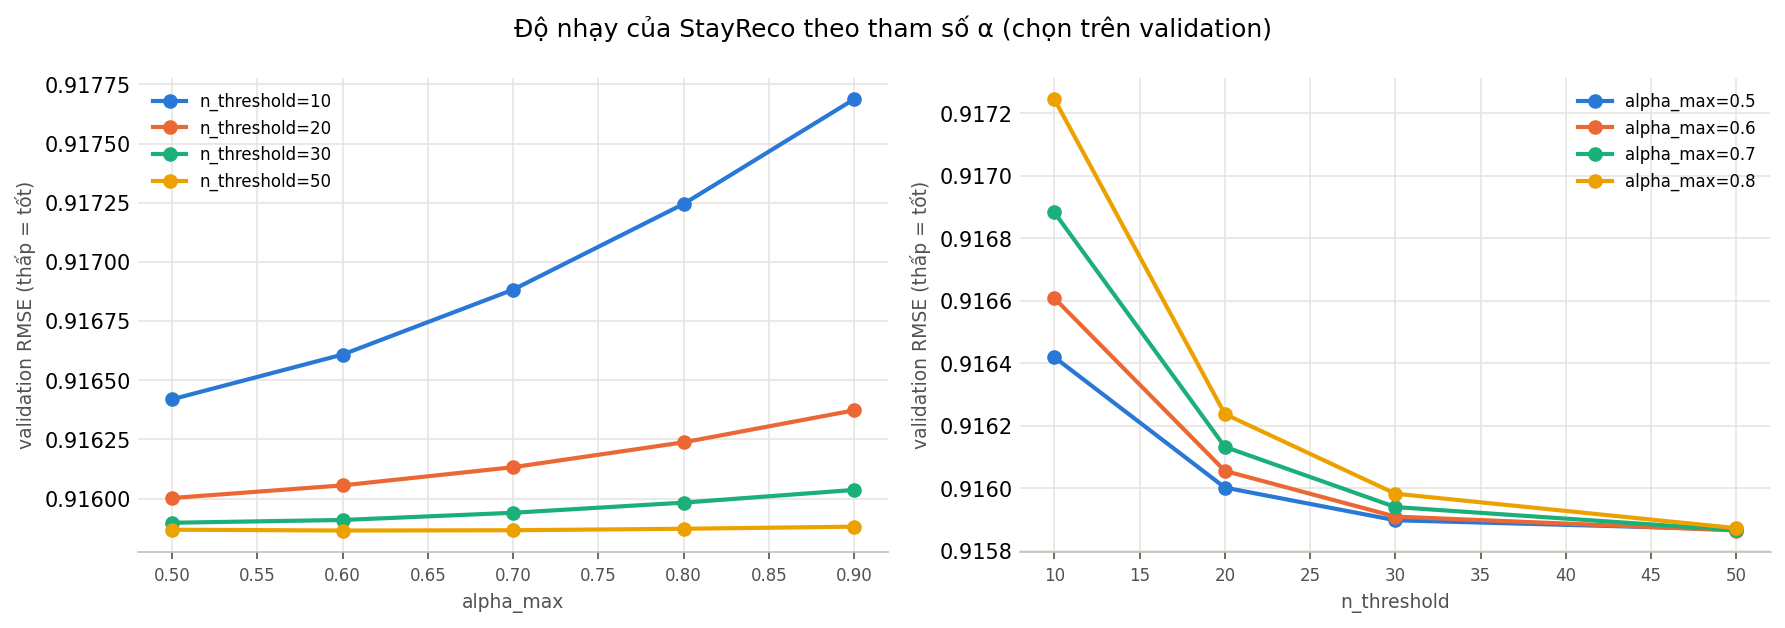 Độ nhạy của StayReco theo tham số α (chọn trên validation)
validation RMSE (thấp = tốt)
0.91775
0.91750
0.91725
0.91700
0.91675
0.91650
0.91625
0.91600
n_threshold=10
n_threshold=20
n_threshold=30
n_threshold=50
0.50 0.55 0.60 0.65 0.70 0.75 0.80 0.85 0.90
alpha_max
validation RMSE (thấp = tốt)
0.9172
0.9170
0.9168
0.9166
0.9164
0.9162
0.9160
0.9158
alpha_max=0.5
alpha_max=0.6
alpha_max=0.7
alpha_max=0.8
10 15 20 25 30 35 40 45 50
n_threshold